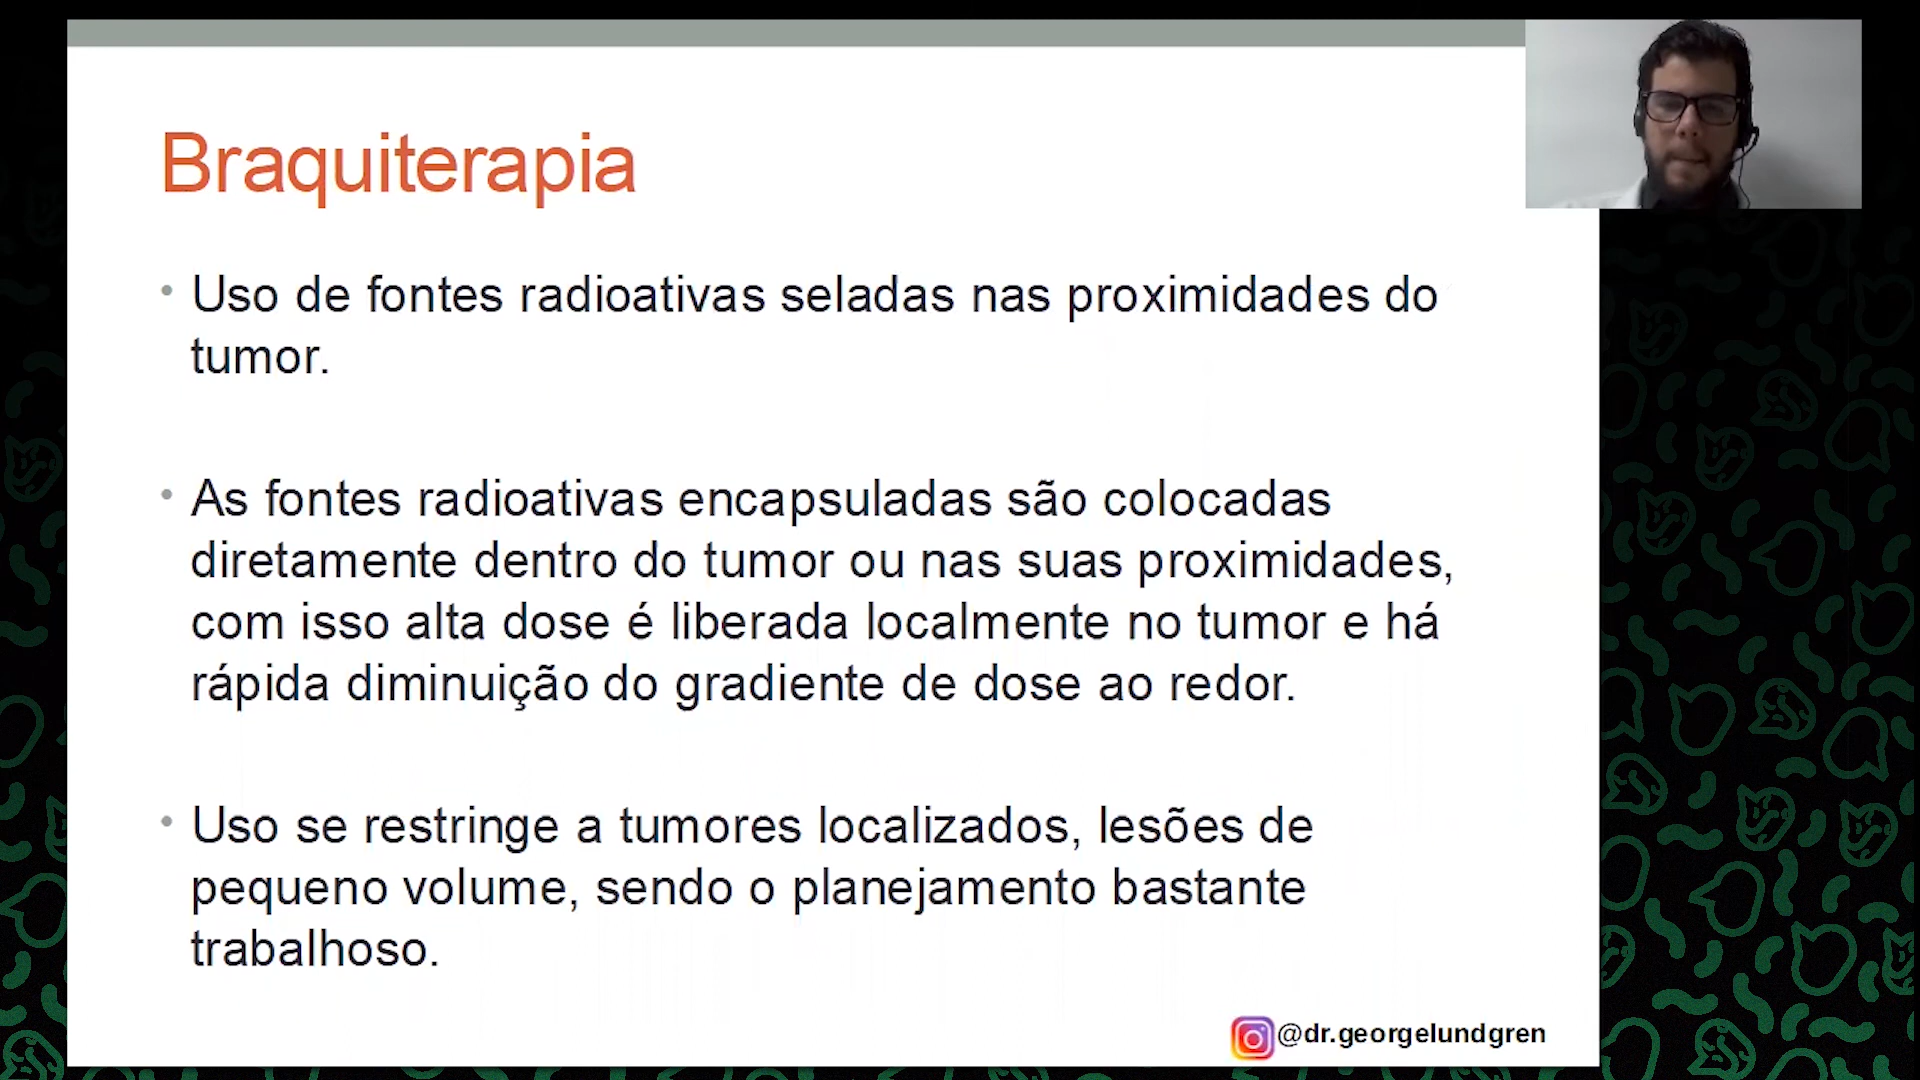 Braquiterapia
• Uso de fontes radioativas seladas nas proximidades do
tumor.
• As fontes radioativas encapsuladas são colocadas
diretamente dentro do tumor ou nas suas proximidades,
com isso alta dose é liberada localmente no tumor e há
rápida diminuição do gradiente de dose ao redor.
• Uso se restringe a tumores localizados, lesões de
pequeno volume, sendo o planejamento bastante
trabalhoso.
@dr.georgelundgren